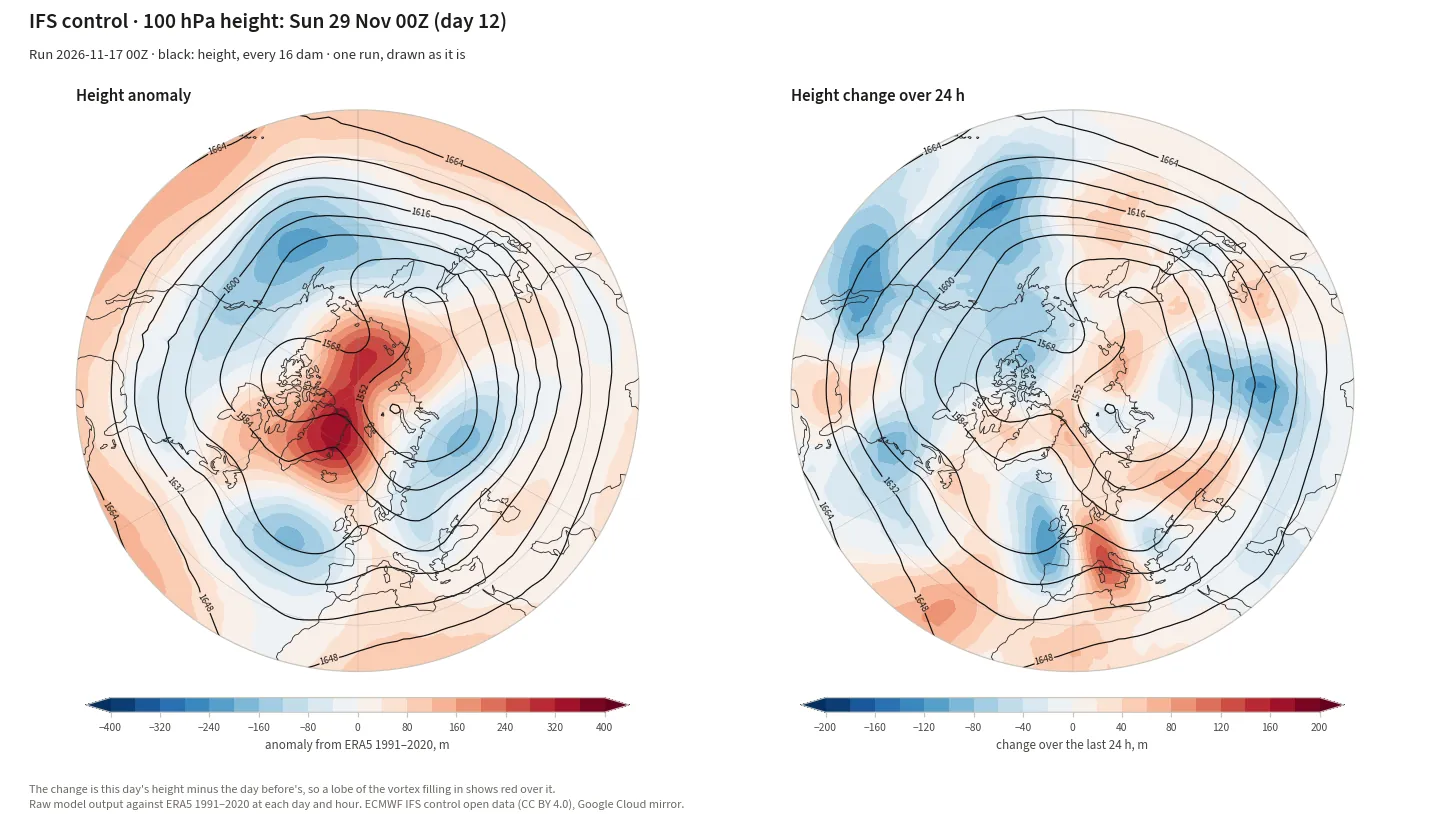 IFS control · 100 hPa height: Sun 29 Nov 00Z (day 12)
Run 2026-11-17 00Z · black: height, every 16 dam · one run, drawn as it is
Height anomaly
Height change over 24 h
1664
1664
1616
1600
1568
1552
1584
1632
1664
1648
1648
1664
1664
1616
1600
1568
1552
1584
1632
1664
1648
1648
−400 −320 −240 −160 −80 0 80 160 240 320 400
anomaly from ERA5 1991–2020, m
−200 −160 −120 −80 −40 0 40 80 120 160 200
change over the last 24 h, m
The change is this day's height minus the day before's, so a lobe of the vortex filling in shows red over it.
Raw model output against ERA5 1991–2020 at each day and hour. ECMWF IFS control open data (CC BY 4.0), Google Cloud mirror.